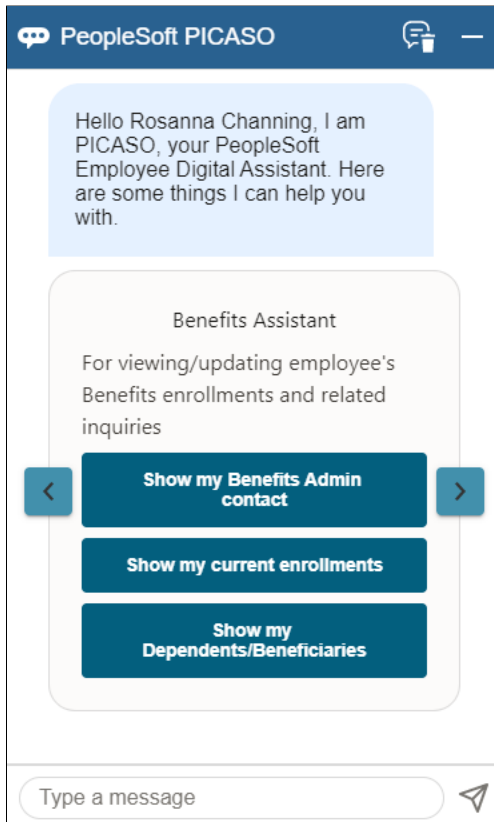 PeopleSoft PICASO
Hello Rosanna Channing, I am
PICASO, your PeopleSoft
Employee Digital Assistant. Here
are some things I can help you
with.
Benefits Assistant
For viewing/updating employee's
Benefits enrollments and related
inquiries
Show my Benefits Admin
contact
Show my current enrollments
Show my
Dependents/Beneficiaries
Type a message